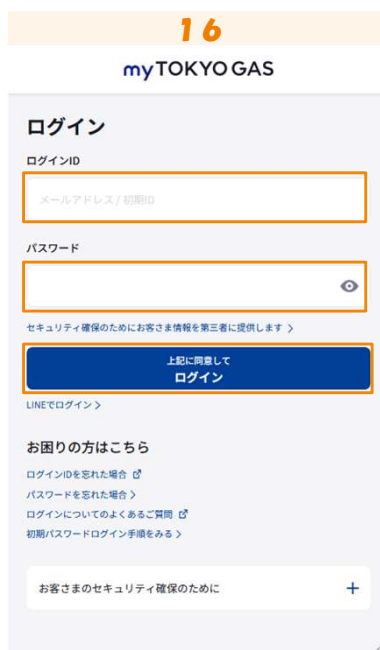 16
myTOKYO GAS
ログイン
ログインID
メールアドレス / 初期ID
パスワード
セキュリティ確保のためにお客さま情報を第三者に提供します 〉
上記に同意して
ログイン
LINEでログイン 〉
お困りの方はこちら
ログインIDを忘れた場合
パスワードを忘れた場合 〉
ログインについてのよくあるご質問
初期パスワードログイン手順をみる 〉
お客さまのセキュリティ確保のために +